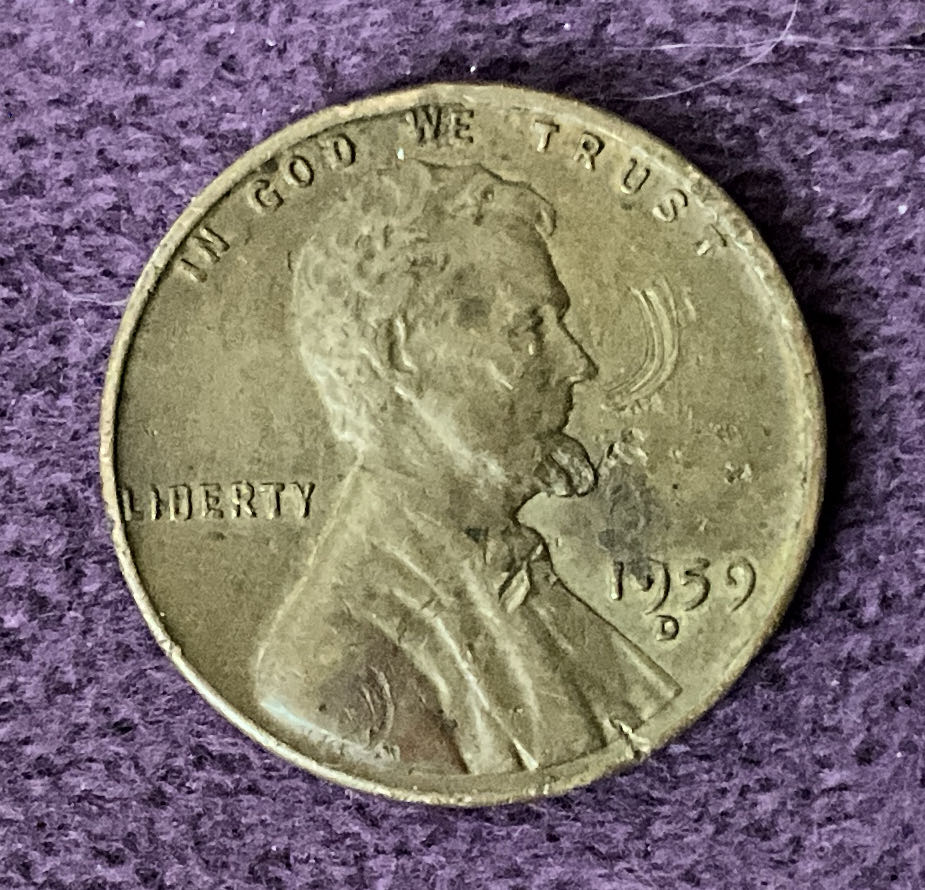 IN GOD WE TRUST
LIBERTY
1959
D